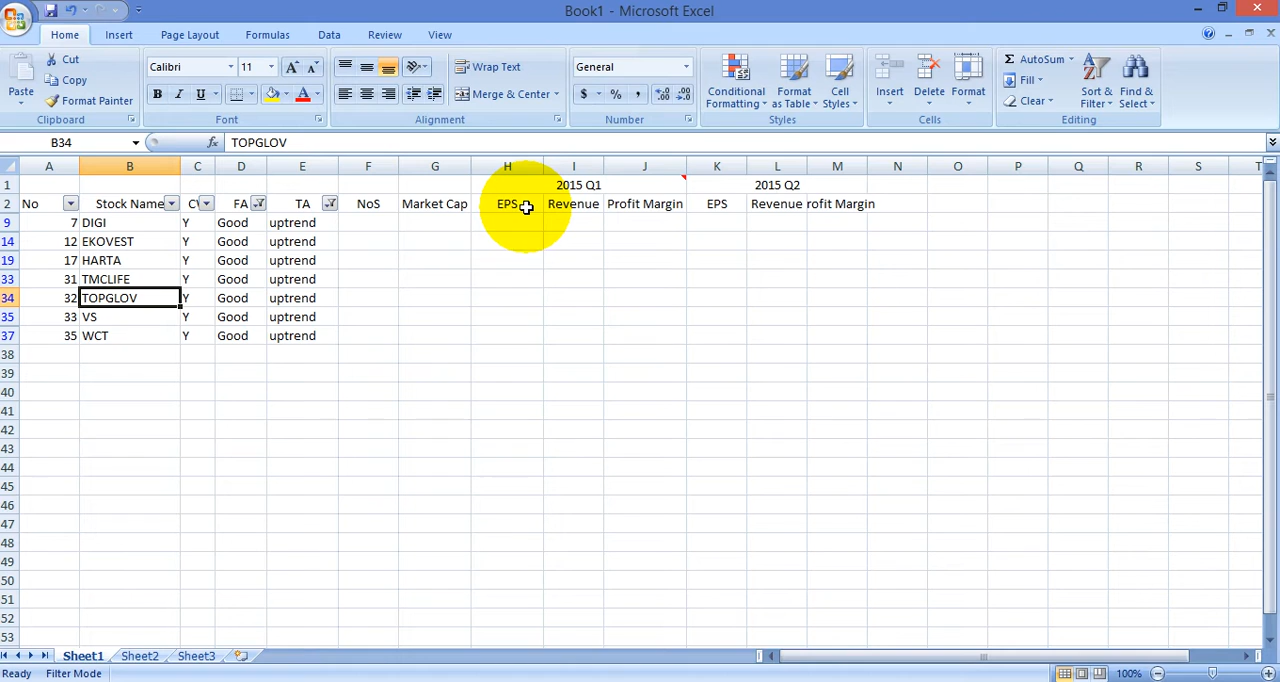 Book1 - Microsoft Excel
Home Insert Page Layout Formulas Data Review View
Paste Cut Copy Format Painter Clipboard
Calibri 11 A A B I U A Font
Wrap Text Merge & Center Alignment
General $ % , .0 .00 .00 .0 Number
Conditional Formatting Format as Table Cell Styles Styles
Insert Delete Format Cells
Σ AutoSum Fill Clear Sort & Filter Find & Select Editing
B34 fx TOPGLOV
A B C D E F G H I J K L M N O P Q R S T
1 2015 Q1 2015 Q2
2 No Stock Name FA TA NoS Market Cap EPS Revenue Profit Margin EPS Revenue rofit Margin
9 7 DIGI Y Good uptrend
14 12 EKOVEST Y Good uptrend
19 17 HARTA Y Good uptrend
33 31 TMCLIFE Y Good uptrend
34 32 TOPGLOV Y Good uptrend
35 33 VS Y Good uptrend
37 35 WCT Y Good uptrend
38
39
40
41
42
43
44
45
46
47
48
49
50
51
52
53
Sheet1 Sheet2 Sheet3
Ready Filter Mode 100%